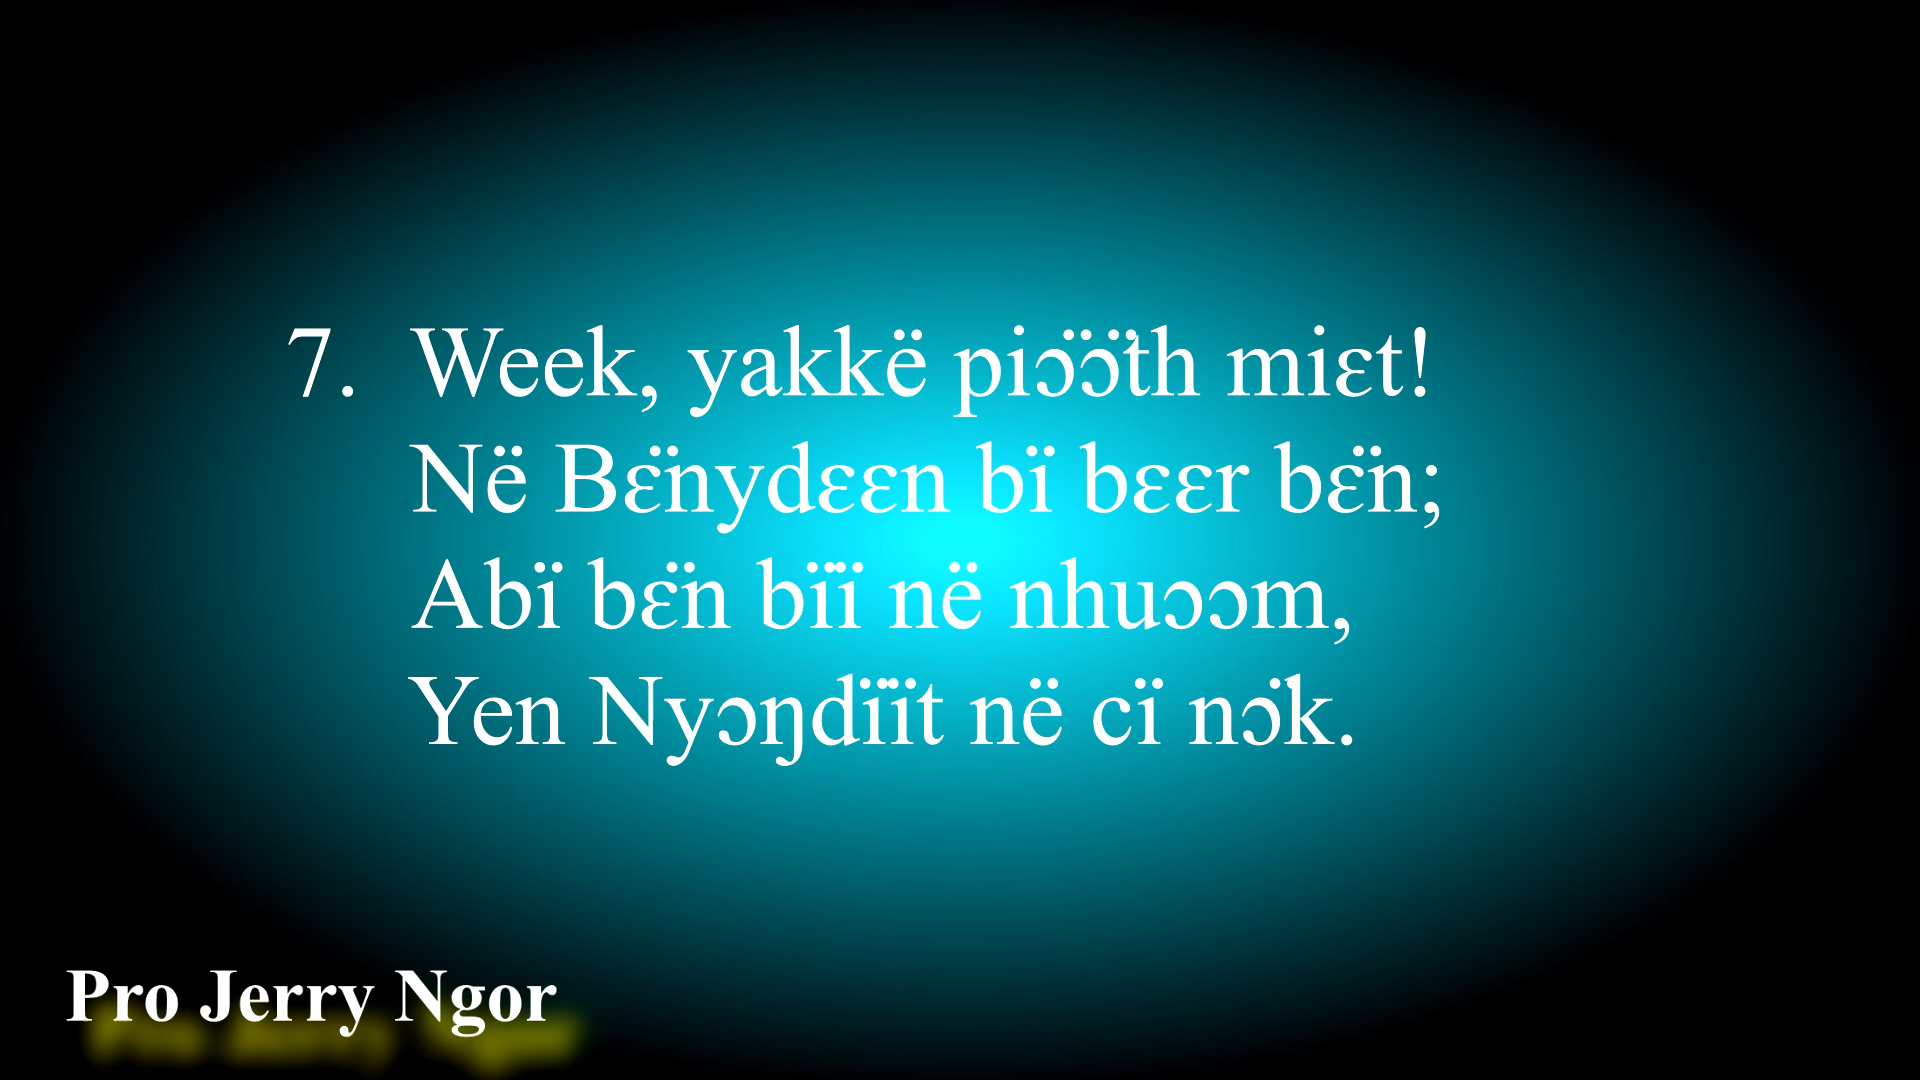 7. Week, yakkë piɔ̈ɔ̈th miɛt!
Në Bɛ̈nydɛɛn bï bɛɛr bɛ̈n;
Abï bɛ̈n bïï në nhuɔɔm,
Yen Nyɔŋdïït në cï nɔ̈k.
Pro Jerry Ngor